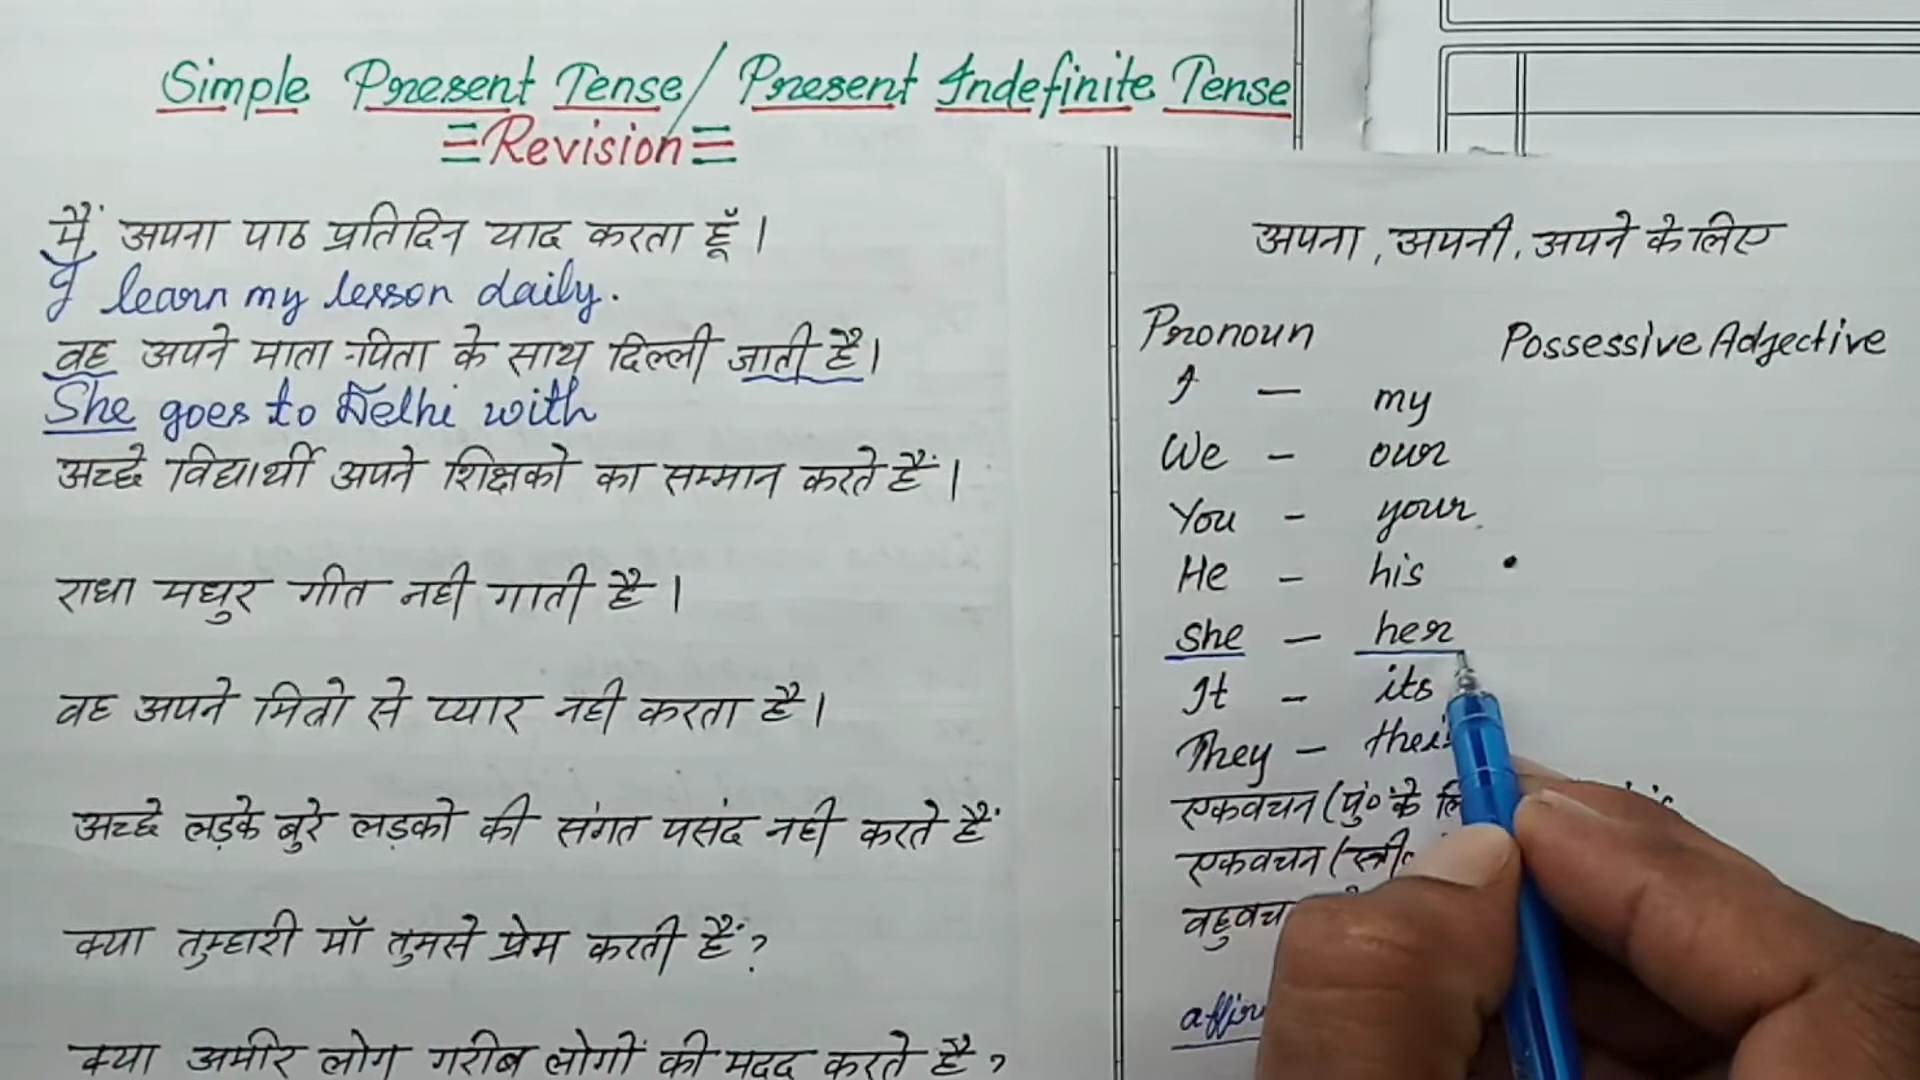 Simple Present Tense/Present Indefinite Tense
Revision
मैं अपना पाठ प्रतिदिन याद करता हूँ।
I learn my lesson daily.
वह अपने माता-पिता के साथ दिल्ली जाती है।
She goes to Delhi with
अच्छे विद्यार्थी अपने शिक्षको का सम्मान करते हैं।
राधा मधुर गीत नही गाती है।
वह अपने मित्रो से प्यार नही करता है।
अच्छे लड़के बुरे लड़को की संगत पसंद नही करते हैं
क्या तुम्हारी माँ तुमसे प्रेम करती हैं?
क्या अमीर लोग गरीब लोगों की मदद करते है?
अपना, अपनी, अपने के लिए
Pronoun Possessive Adjective
I - my
We - our
You - your
He - his
She - her
It - its
They -
एकवचन (पुं० के
एकवचन (स्त्री०